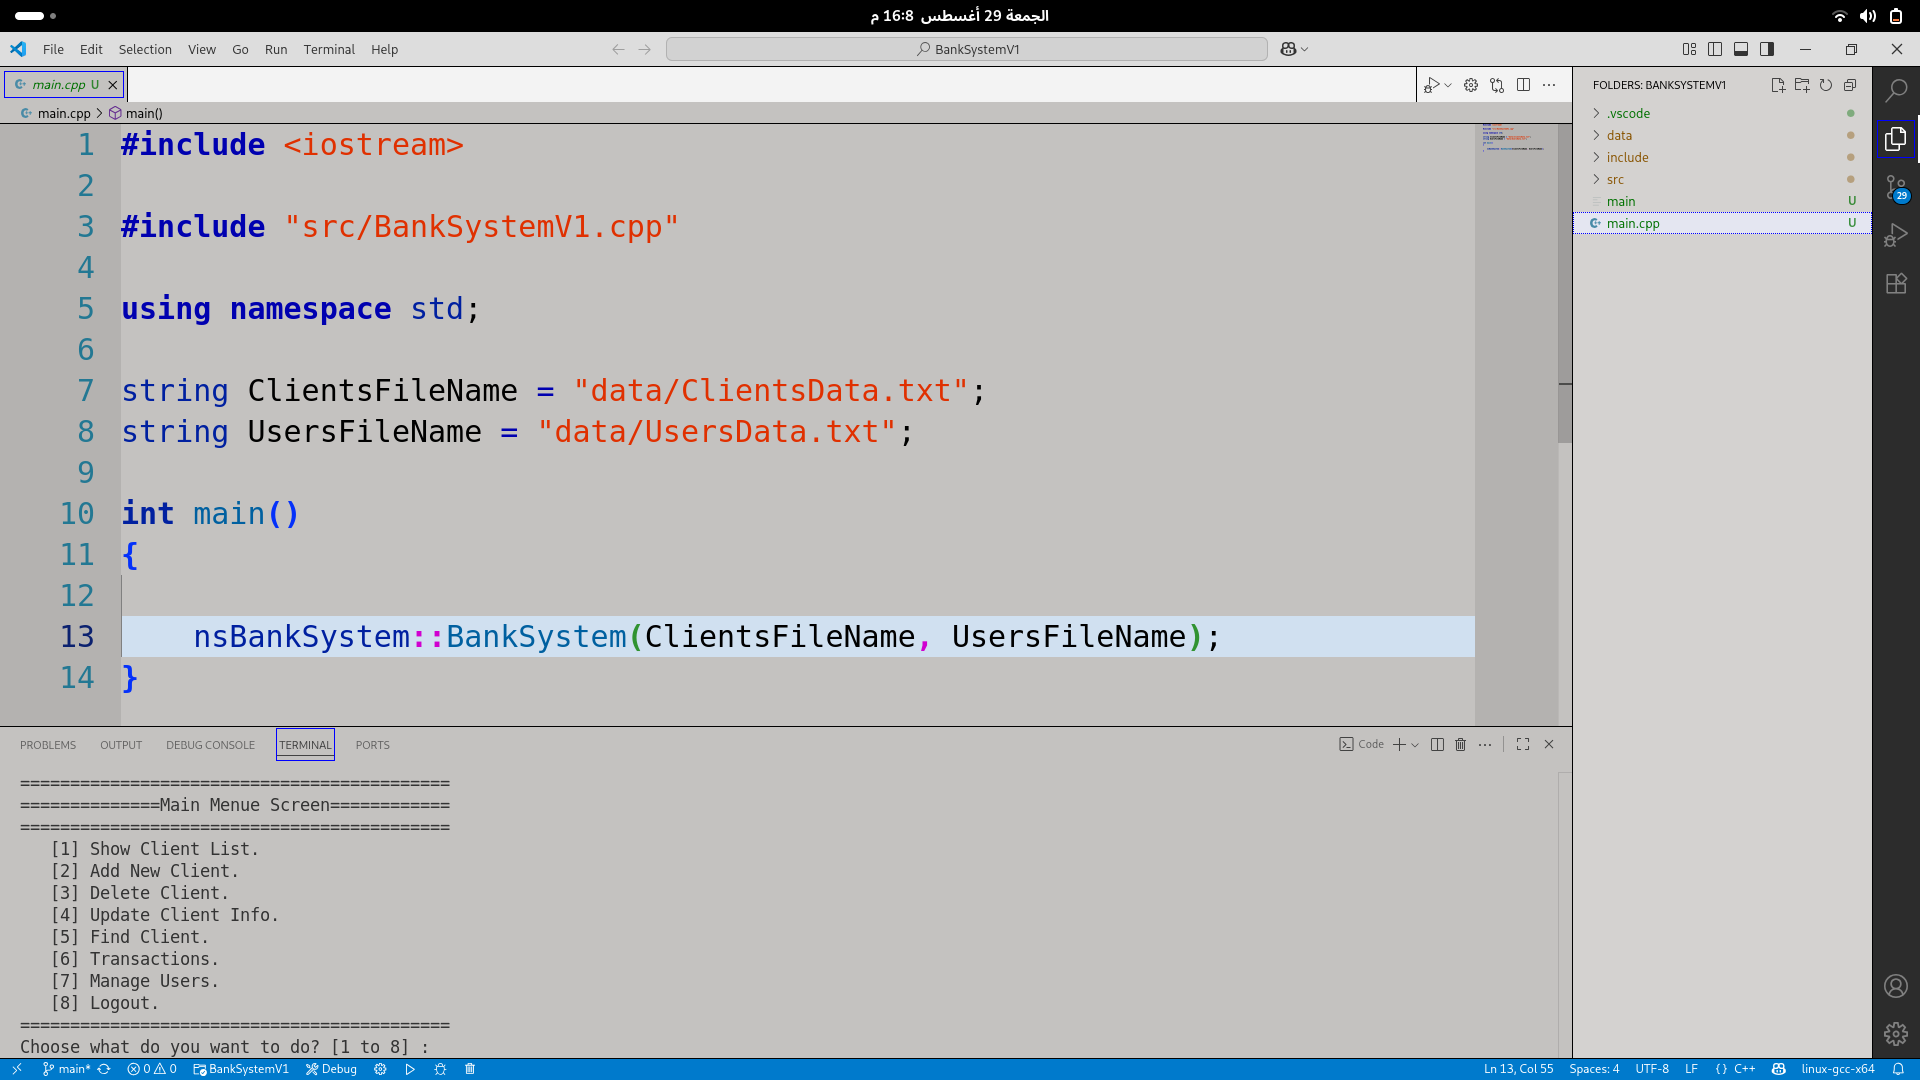 الجمعة 29 أغسطس 16:8 م
File Edit Selection View Go Run Terminal Help
BankSystemV1
main.cpp U
main.cpp > main()
1 #include <iostream>
2
3 #include "src/BankSystemV1.cpp"
4
5 using namespace std;
6
7 string ClientsFileName = "data/ClientsData.txt";
8 string UsersFileName = "data/UsersData.txt";
9
10 int main()
11 {
12
13 nsBankSystem::BankSystem(ClientsFileName, UsersFileName);
14 }
FOLDERS: BANKSYSTEMV1
.vscode
data
include
src
main U
main.cpp U
29
PROBLEMS OUTPUT DEBUG CONSOLE TERMINAL PORTS
Code
===========================================
==============Main Menue Screen============
===========================================
[1] Show Client List.
[2] Add New Client.
[3] Delete Client.
[4] Update Client Info.
[5] Find Client.
[6] Transactions.
[7] Manage Users.
[8] Logout.
===========================================
Choose what do you want to do? [1 to 8] :
main* 0 0 BankSystemV1 Debug
Ln 13, Col 55 Spaces: 4 UTF-8 LF {} C++ linux-gcc-x64